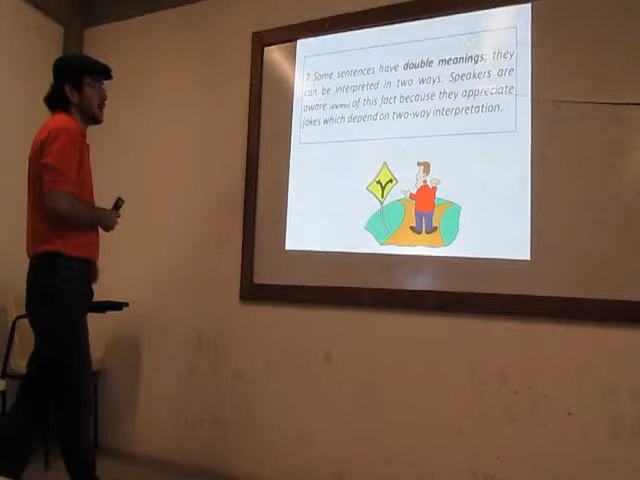 7 Some sentences have double meanings; they
can be interpreted in two ways. Speakers are
aware of this fact because they appreciate
jokes which depend on two-way interpretation.